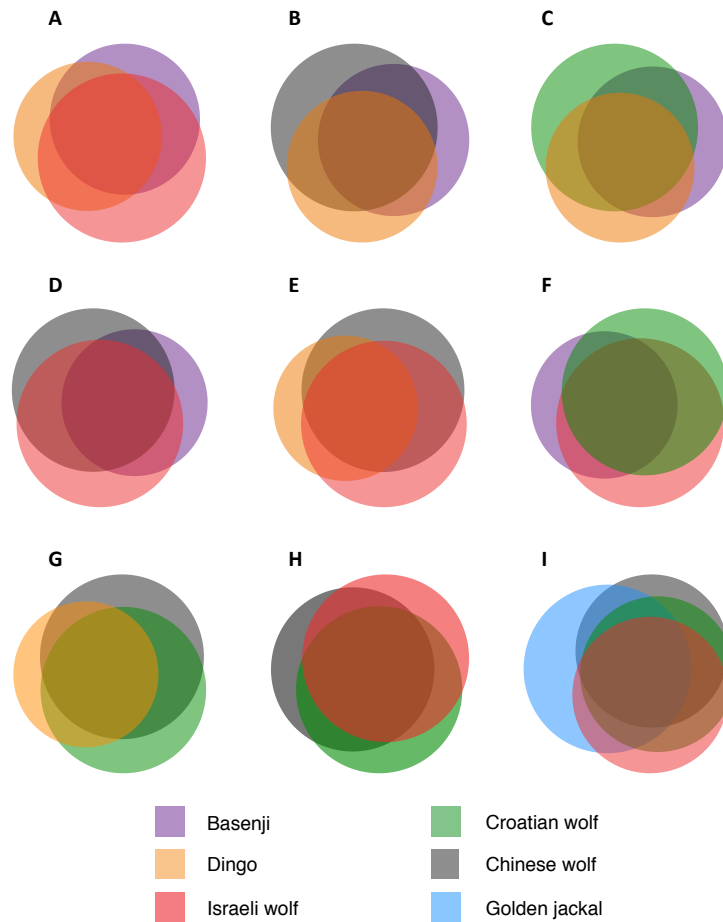 A B C
D E F
G H I
Basenji Croatian wolf
Dingo Chinese wolf
Israeli wolf Golden jackal